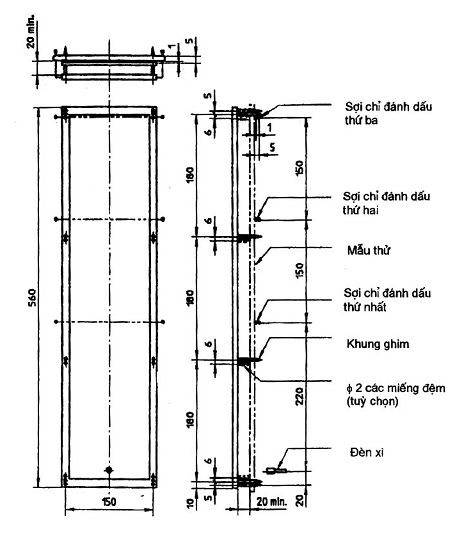 20 min.
1
5
5
6
1
5
Sợi chỉ đánh dấu
thứ ba
180
150
Sợi chỉ đánh dấu
thứ hai
6
Mẫu thử
560
180
150
Sợi chỉ đánh dấu
thứ nhất
Khung ghim
6
ϕ 2 các miếng đệm
(tuỳ chọn)
180
220
Đèn xi
6
5
10
150
20 min.
20